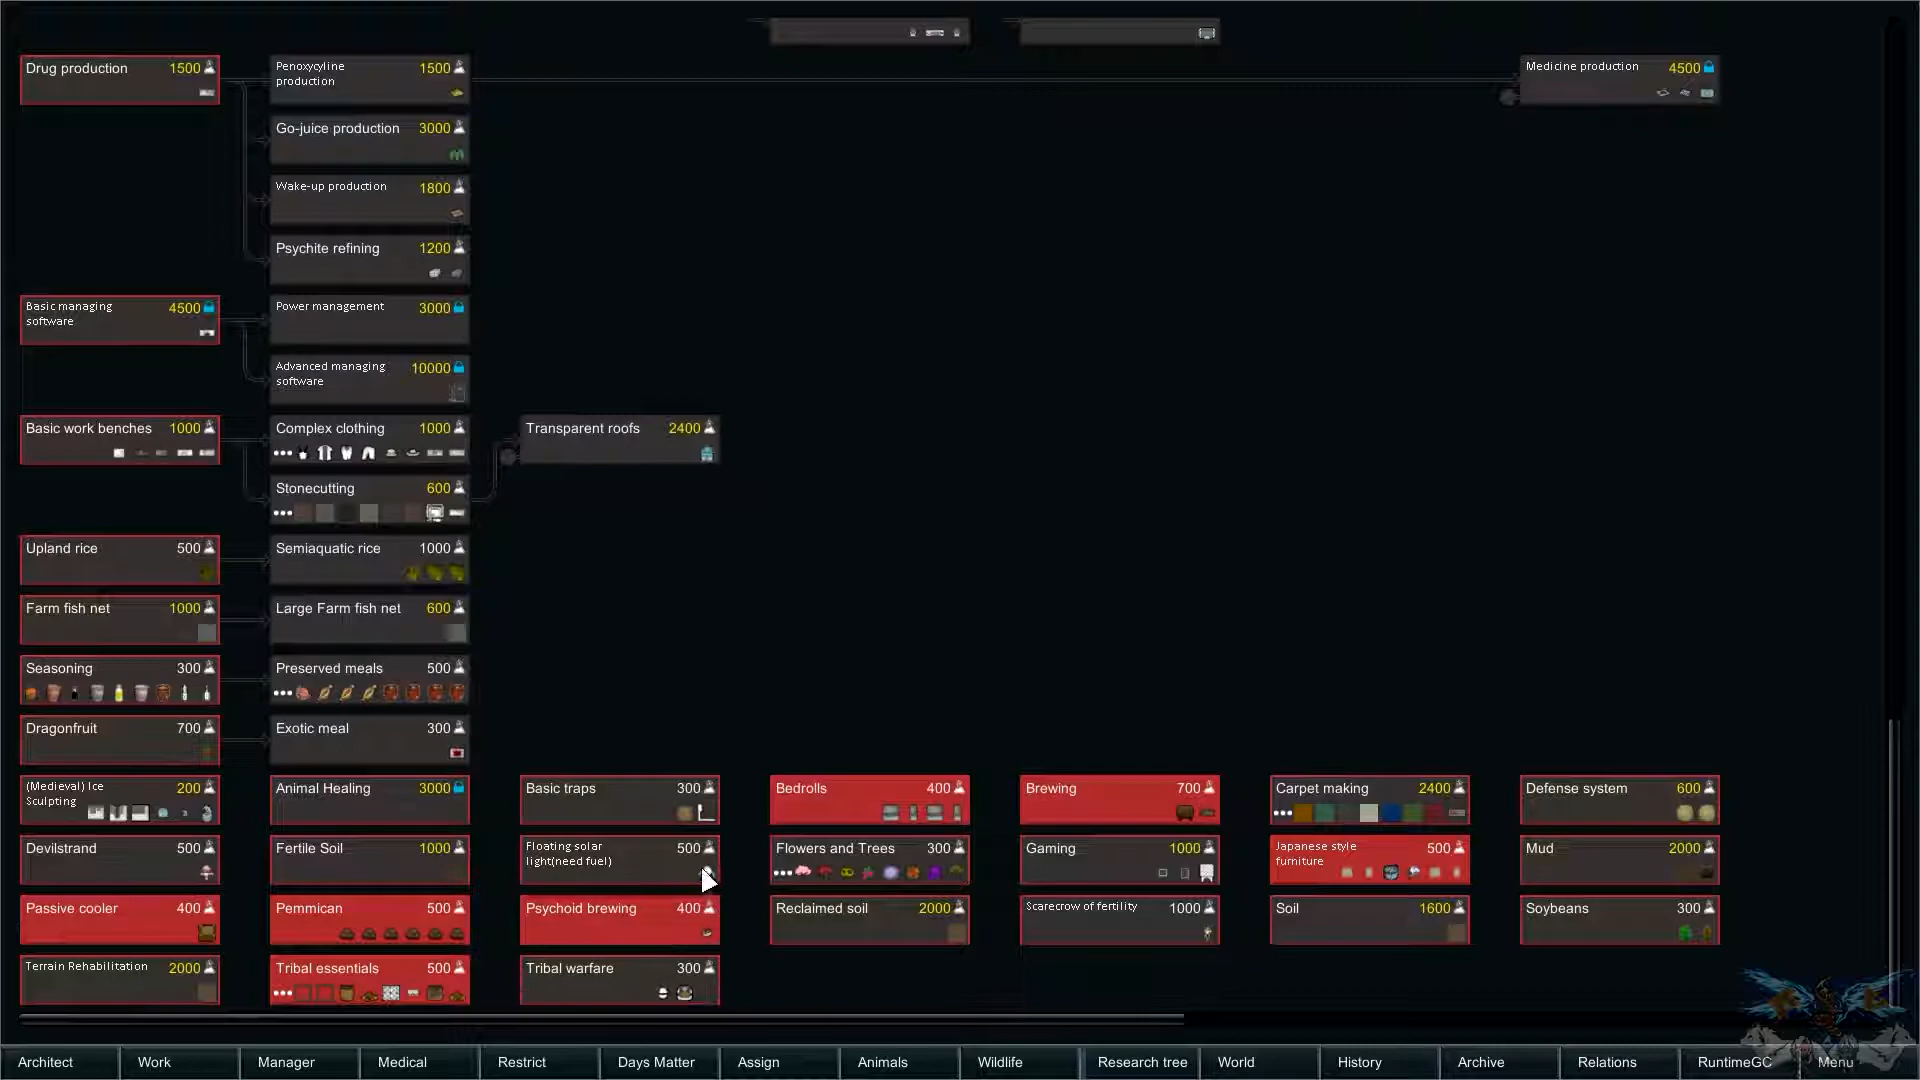 Drug production 1500
Penoxycyline production 1500
Medicine production 4500
Go-juice production 3000
Wake-up production 1800
Psychite refining 1200
Basic managing software 4500
Power management 3000
Advanced managing software 10000
Basic work benches 1000
Complex clothing 1000
Transparent roofs 2400
Stonecutting 600
Upland rice 500
Semiaquatic rice 1000
Farm fish net 1000
Large Farm fish net 600
Seasoning 300
Preserved meals 500
Dragonfruit 700
Exotic meal 300
(Medieval) Ice Sculpting 200
Animal Healing 3000
Basic traps 300
Bedrolls 400
Brewing 700
Carpet making 2400
Defense system 600
Devilstrand 500
Fertile Soil 1000
Floating solar light(need fuel) 500
Flowers and Trees 300
Gaming 1000
Japanese style furniture 500
Mud 2000
Passive cooler 400
Pemmican 500
Psychoid brewing 400
Reclaimed soil 2000
Scarecrow of fertility 1000
Soil 1600
Soybeans 300
Terrain Rehabilitation 2000
Tribal essentials 500
Tribal warfare 300
Architect Work Manager Medical Restrict Days Matter Assign Animals Wildlife Research tree World History Archive Relations RuntimeGC Menu